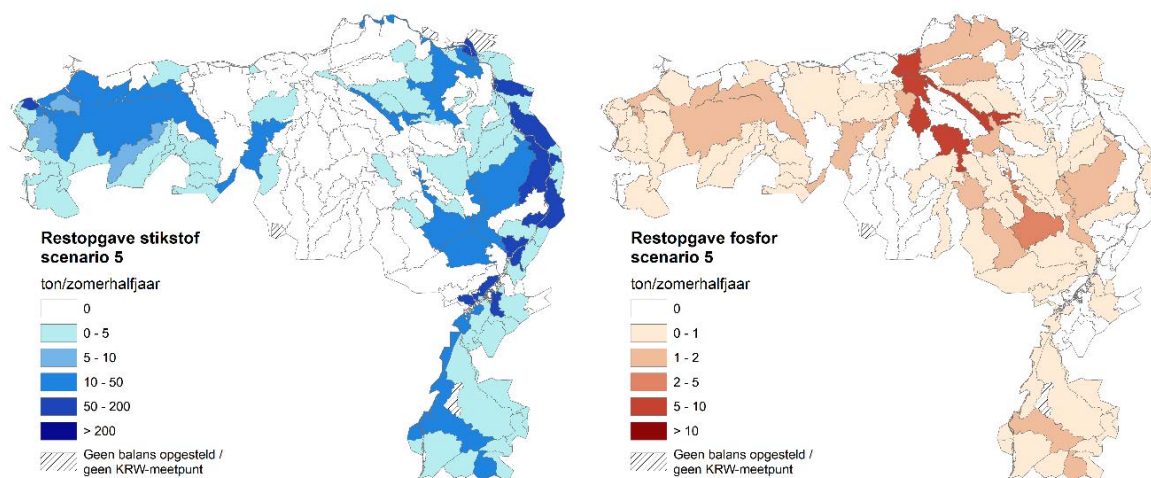 Restopgave stikstof
scenario 5
ton/zomerhalfjaar
0
0 - 5
5 - 10
10 - 50
50 - 200
> 200
Geen balans opgesteld /
geen KRW-meetpunt
Restopgave fosfor
scenario 5
ton/zomerhalfjaar
0
0 - 1
1 - 2
2 - 5
5 - 10
> 10
Geen balans opgesteld /
geen KRW-meetpunt